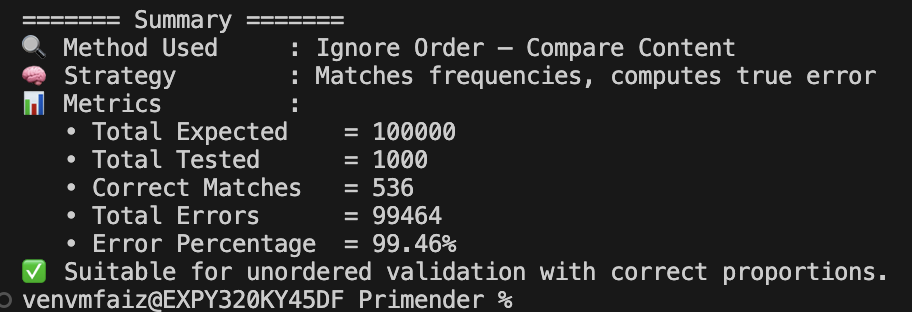 ======= Summary =======
🔍 Method Used     : Ignore Order – Compare Content
🧠 Strategy        : Matches frequencies, computes true error
📊 Metrics         :
   • Total Expected    = 100000
   • Total Tested      = 1000
   • Correct Matches   = 536
   • Total Errors      = 99464
   • Error Percentage  = 99.46%
✅ Suitable for unordered validation with correct proportions.
venvmfaiz@EXPY320KY45DF Primender %